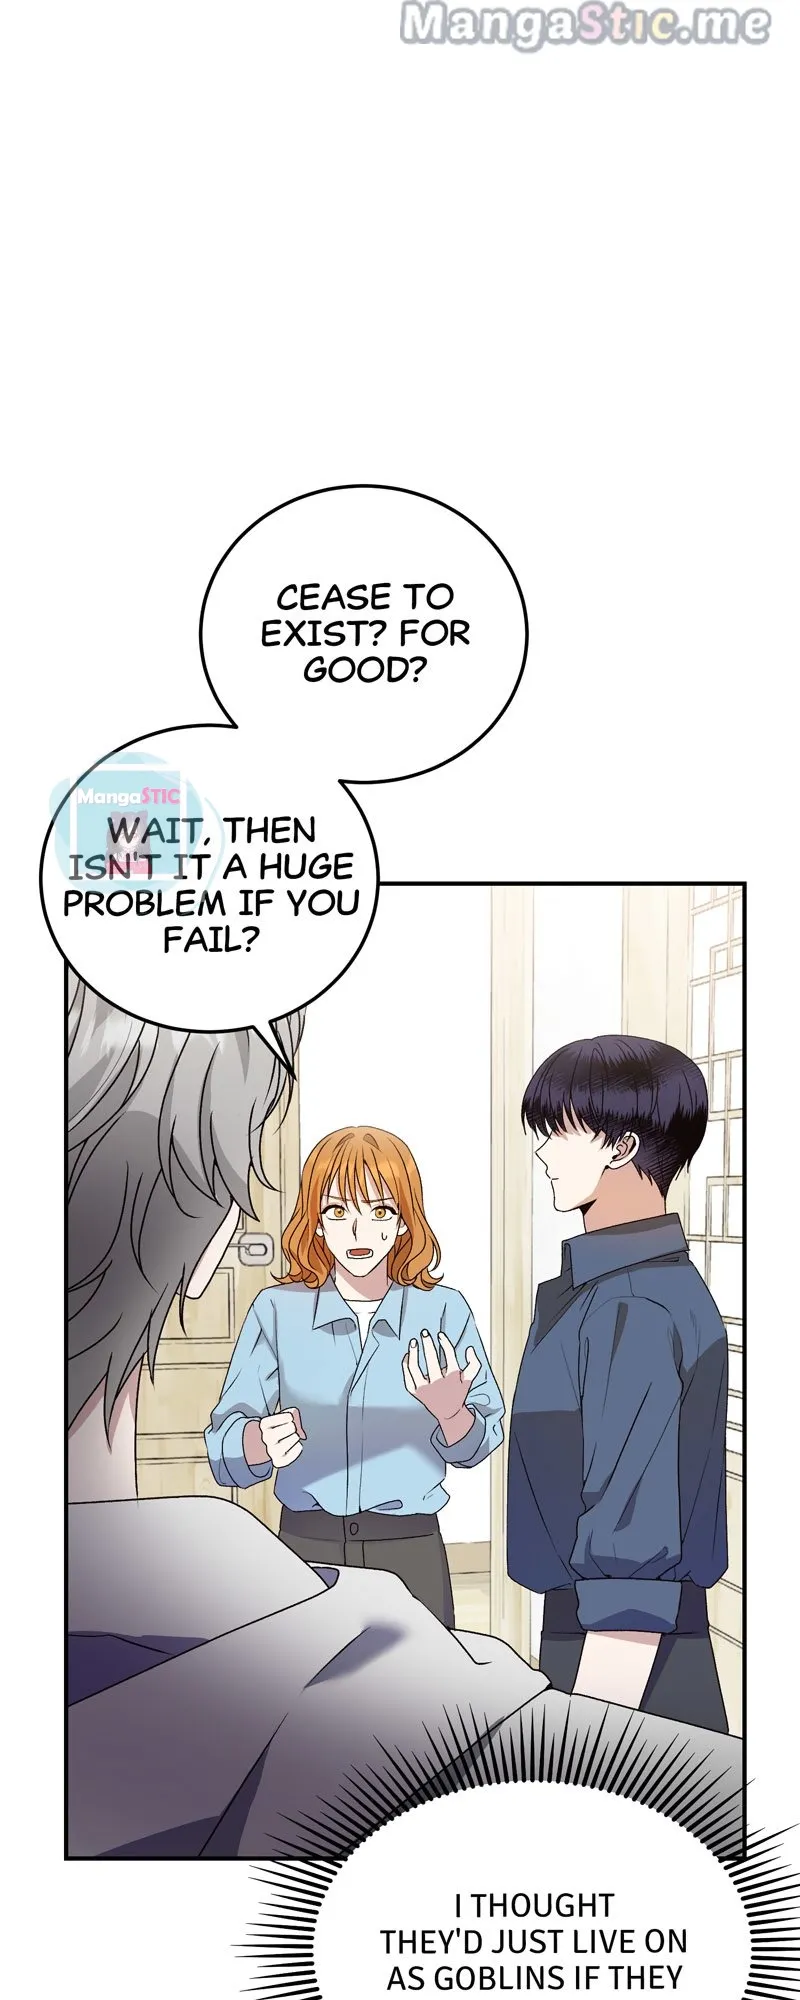 MangaStic.me
CEASE TO
EXIST? FOR
GOOD?
MangaSTIC
WAIT, THEN
ISN'T IT A HUGE
PROBLEM IF YOU
FAIL?
I THOUGHT
THEY'D JUST LIVE ON
AS GOBLINS IF THEY